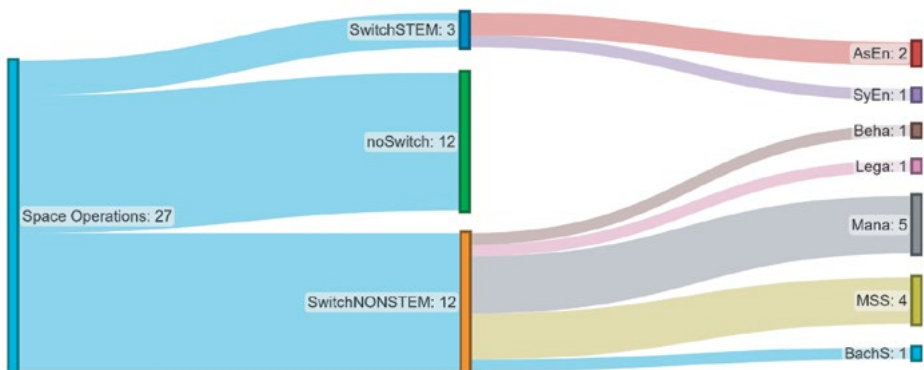 SwitchSTEM: 3
AsEn: 2
SyEn: 1
Beha: 1
noSwitch: 12
Lega: 1
Space Operations: 27
Mana: 5
SwitchNONSTEM: 12
MSS: 4
BachS: 1